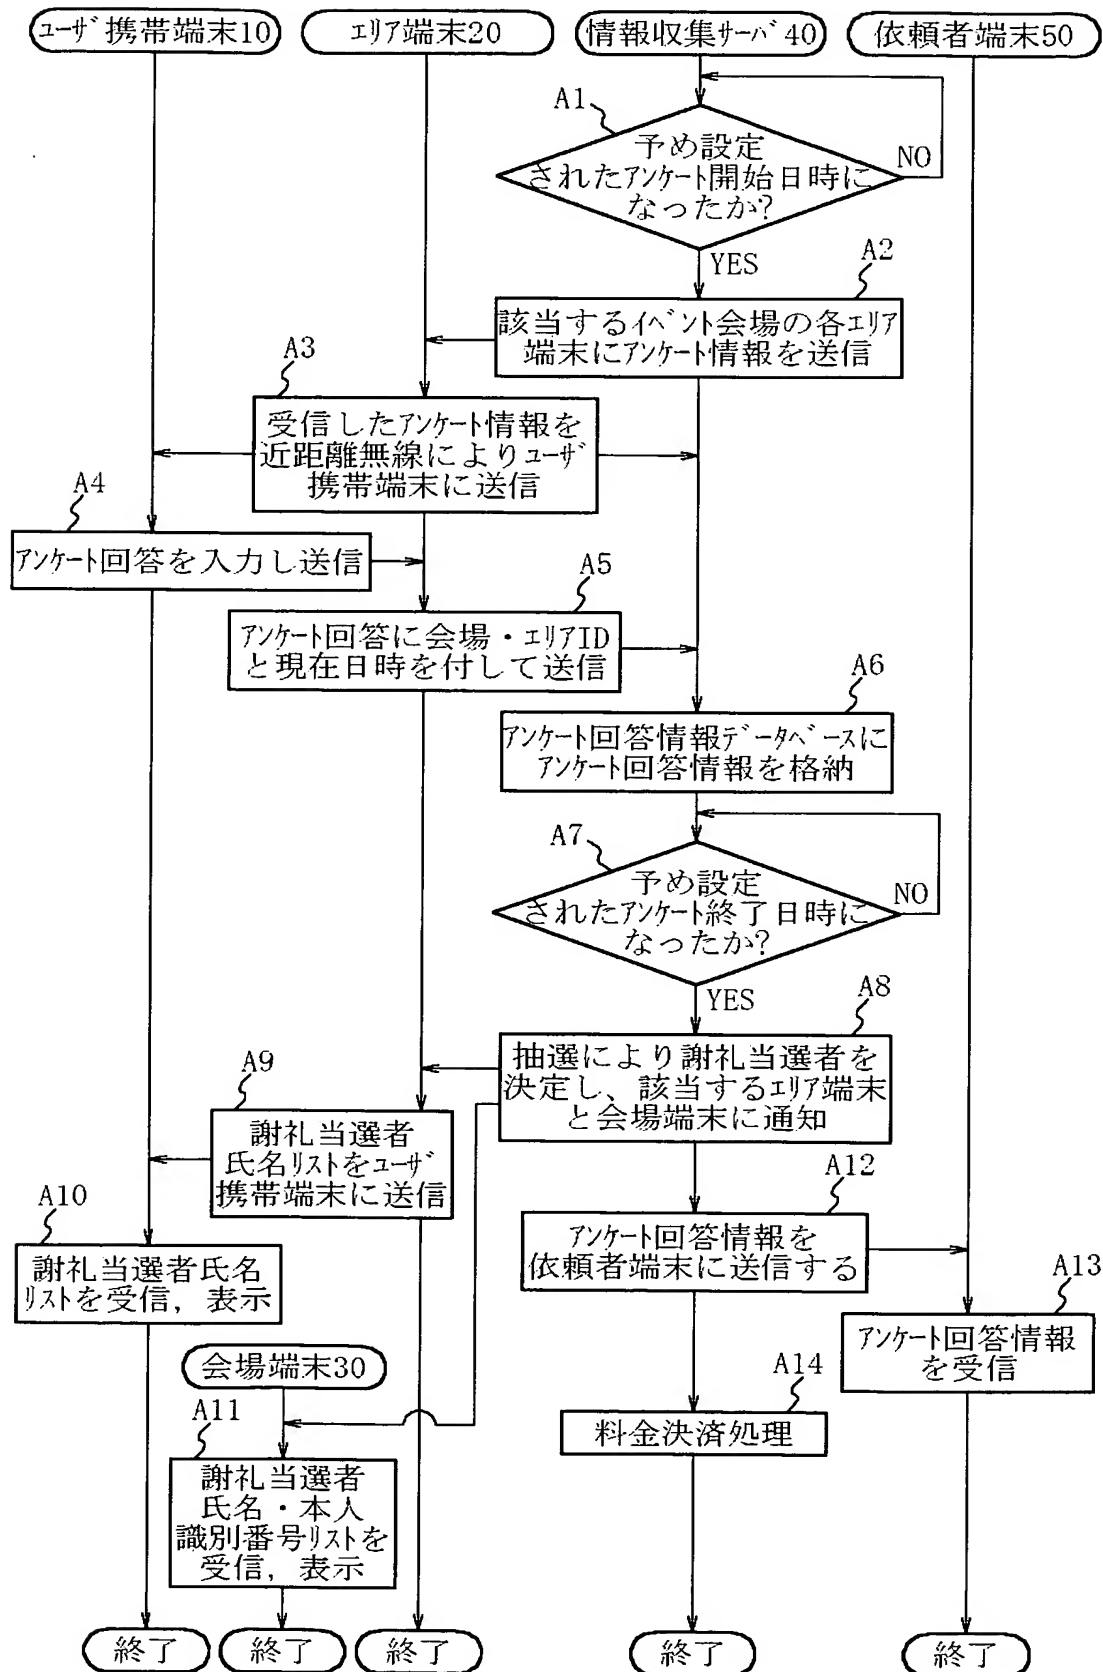 ユーザ携帯端末10
エリア端末20
情報収集サーバ40
依頼者端末50
A1
予め設定
されたアンケート開始日時に
なったか?
NO
YES
A2
該当するイベント会場の各エリア
端末にアンケート情報を送信
A3
受信したアンケート情報を
近距離無線によりユーザ
携帯端末に送信
A4
アンケート回答を入力し送信
A5
アンケート回答に会場・エリアID
と現在日時を付して送信
A6
アンケート回答情報データベースに
アンケート回答情報を格納
A7
予め設定
されたアンケート終了日時に
なったか?
NO
YES
A8
抽選により謝礼当選者を
決定し、該当するエリア端末
と会場端末に通知
A9
謝礼当選者
氏名リストをユーザ
携帯端末に送信
A10
謝礼当選者氏名
リストを受信, 表示
A12
アンケート回答情報を
依頼者端末に送信する
A13
アンケート回答情報
を受信
会場端末30
A11
謝礼当選者
氏名・本人
識別番号リストを
受信, 表示
A14
料金決済処理
終了
終了
終了
終了
終了